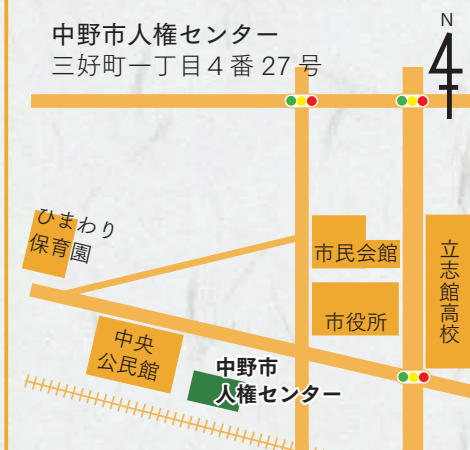 中野市人権センター
三好町一丁目4番27号
N
ひまわり
保育園
市民会館
立志館高校
市役所
中央
公民館
中野市
人権センター